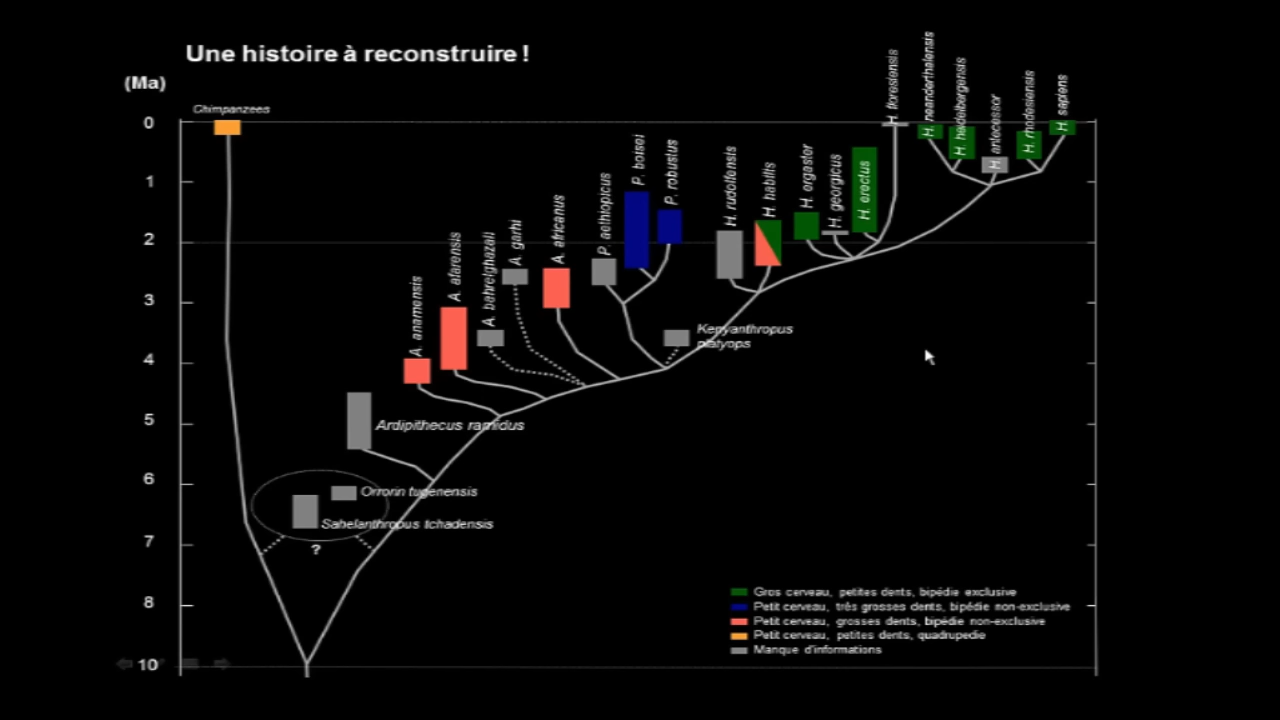 Une histoire à reconstruire !
(Ma)
Chimpanzees
0
1
2
3
4
5
6
7
8
10
H. floresiensis
H. neanderthalensis
H. heidelbergensis
H. antecessor
H. rhodesiensis
H. sapiens
P. boisei
P. robustus
H. rudolfensis
H. habilis
H. ergaster
H. georgicus
H. erectus
A. anamensis
A. afarensis
A. bahrelghazali
A. garhi
A. africanus
P. aethiopicus
Kenyanthropus
platyops
Ardipithecus ramidus
Orrorin tugenensis
Sahelanthropus tchadensis
?
Gros cerveau, petites dents, bipédie exclusive
Petit cerveau, très grosses dents, bipédie non-exclusive
Petit cerveau, grosses dents, bipédie non-exclusive
Petit cerveau, petites dents, quadrupedie
Manque d'informations